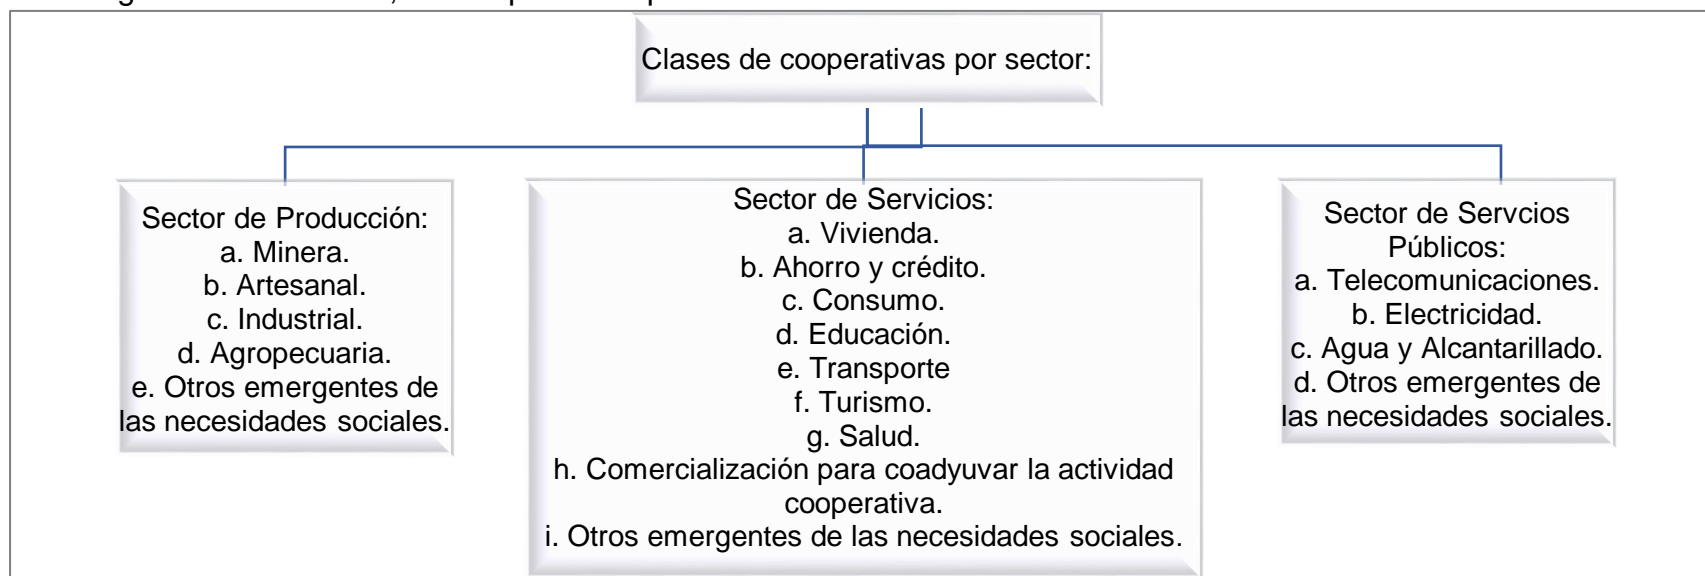 Clases de cooperativas por sector:
Sector de Producción:
a. Minera.
b. Artesanal.
c. Industrial.
d. Agropecuaria.
e. Otros emergentes de
las necesidades sociales.
Sector de Servicios:
a. Vivienda.
b. Ahorro y crédito.
c. Consumo.
d. Educación.
e. Transporte
f. Turismo.
g. Salud.
h. Comercialización para coadyuvar la actividad
cooperativa.
i. Otros emergentes de las necesidades sociales.
Sector de Servcios
Públicos:
a. Telecomunicaciones.
b. Electricidad.
c. Agua y Alcantarillado.
d. Otros emergentes de
las necesidades sociales.